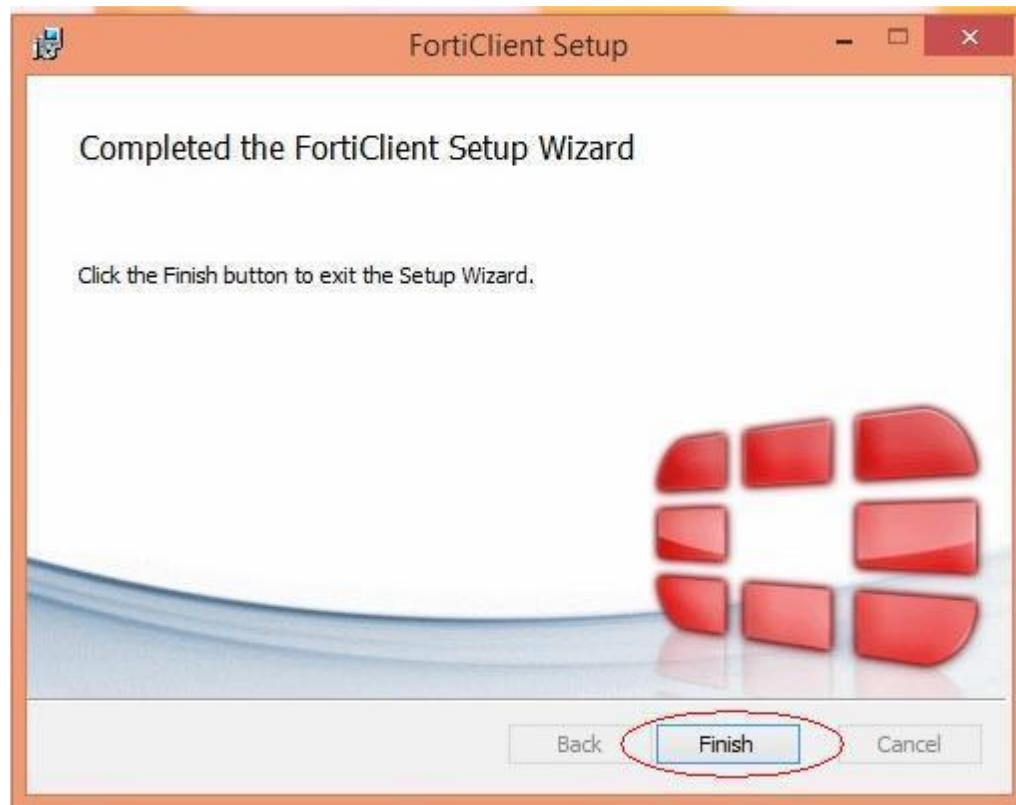 FortiClient Setup
Completed the FortiClient Setup Wizard
Click the Finish button to exit the Setup Wizard.
Back Finish Cancel